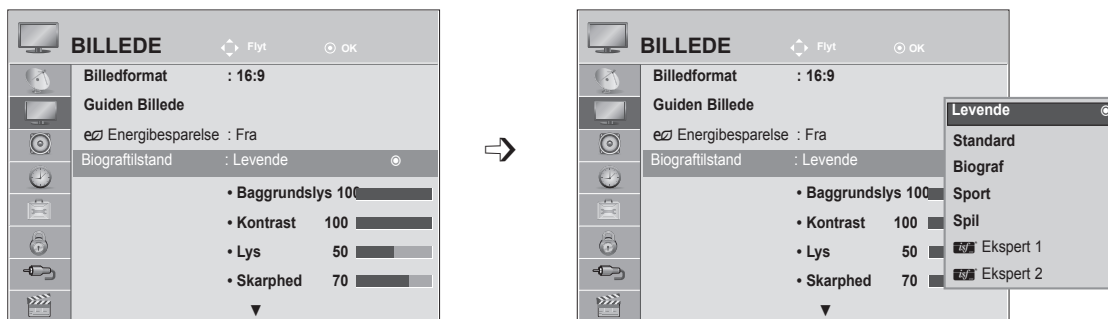 BILLEDE Flyt OK
Billedformat : 16:9
Guiden Billede
Energibesparelse : Fra
Biograftilstand : Levende
• Baggrundslys 100
• Kontrast 100
• Lys 50
• Skarphed 70
BILLEDE Flyt OK
Billedformat : 16:9
Guiden Billede
Energibesparelse : Fra
Biograftilstand : Levende
• Baggrundslys 100
• Kontrast 100
• Lys 50
• Skarphed 70
Levende
Standard
Biograf
Sport
Spil
isf Ekspert 1
isf Ekspert 2